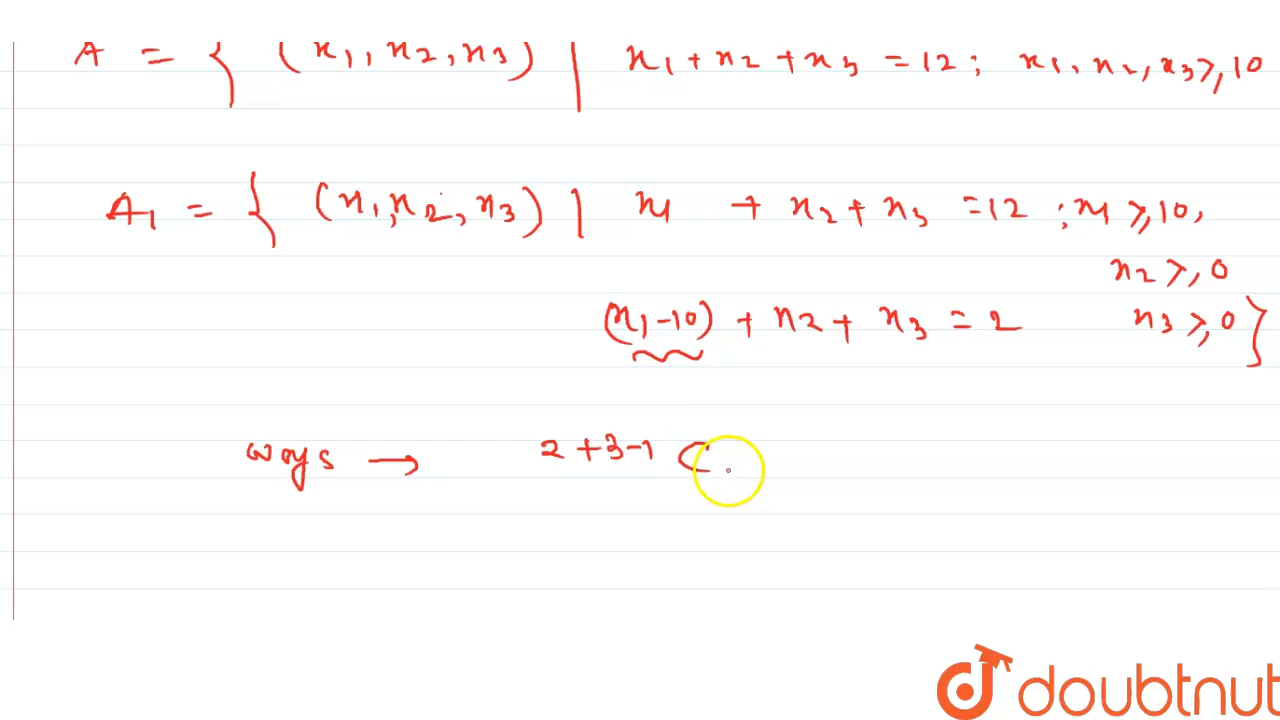 A = { (x1, x2, x3) | x1 + x2 + x3 = 12; x1, x2, x3 ≥ 10
A1 = { (x1, x2, x3) | x1 + x2 + x3 = 12; x1 ≥ 10,
x2 ≥ 0
(x1-10) + x2 + x3 = 2 x3 ≥ 0 }
ways → 2+3-1 C
doubtnut